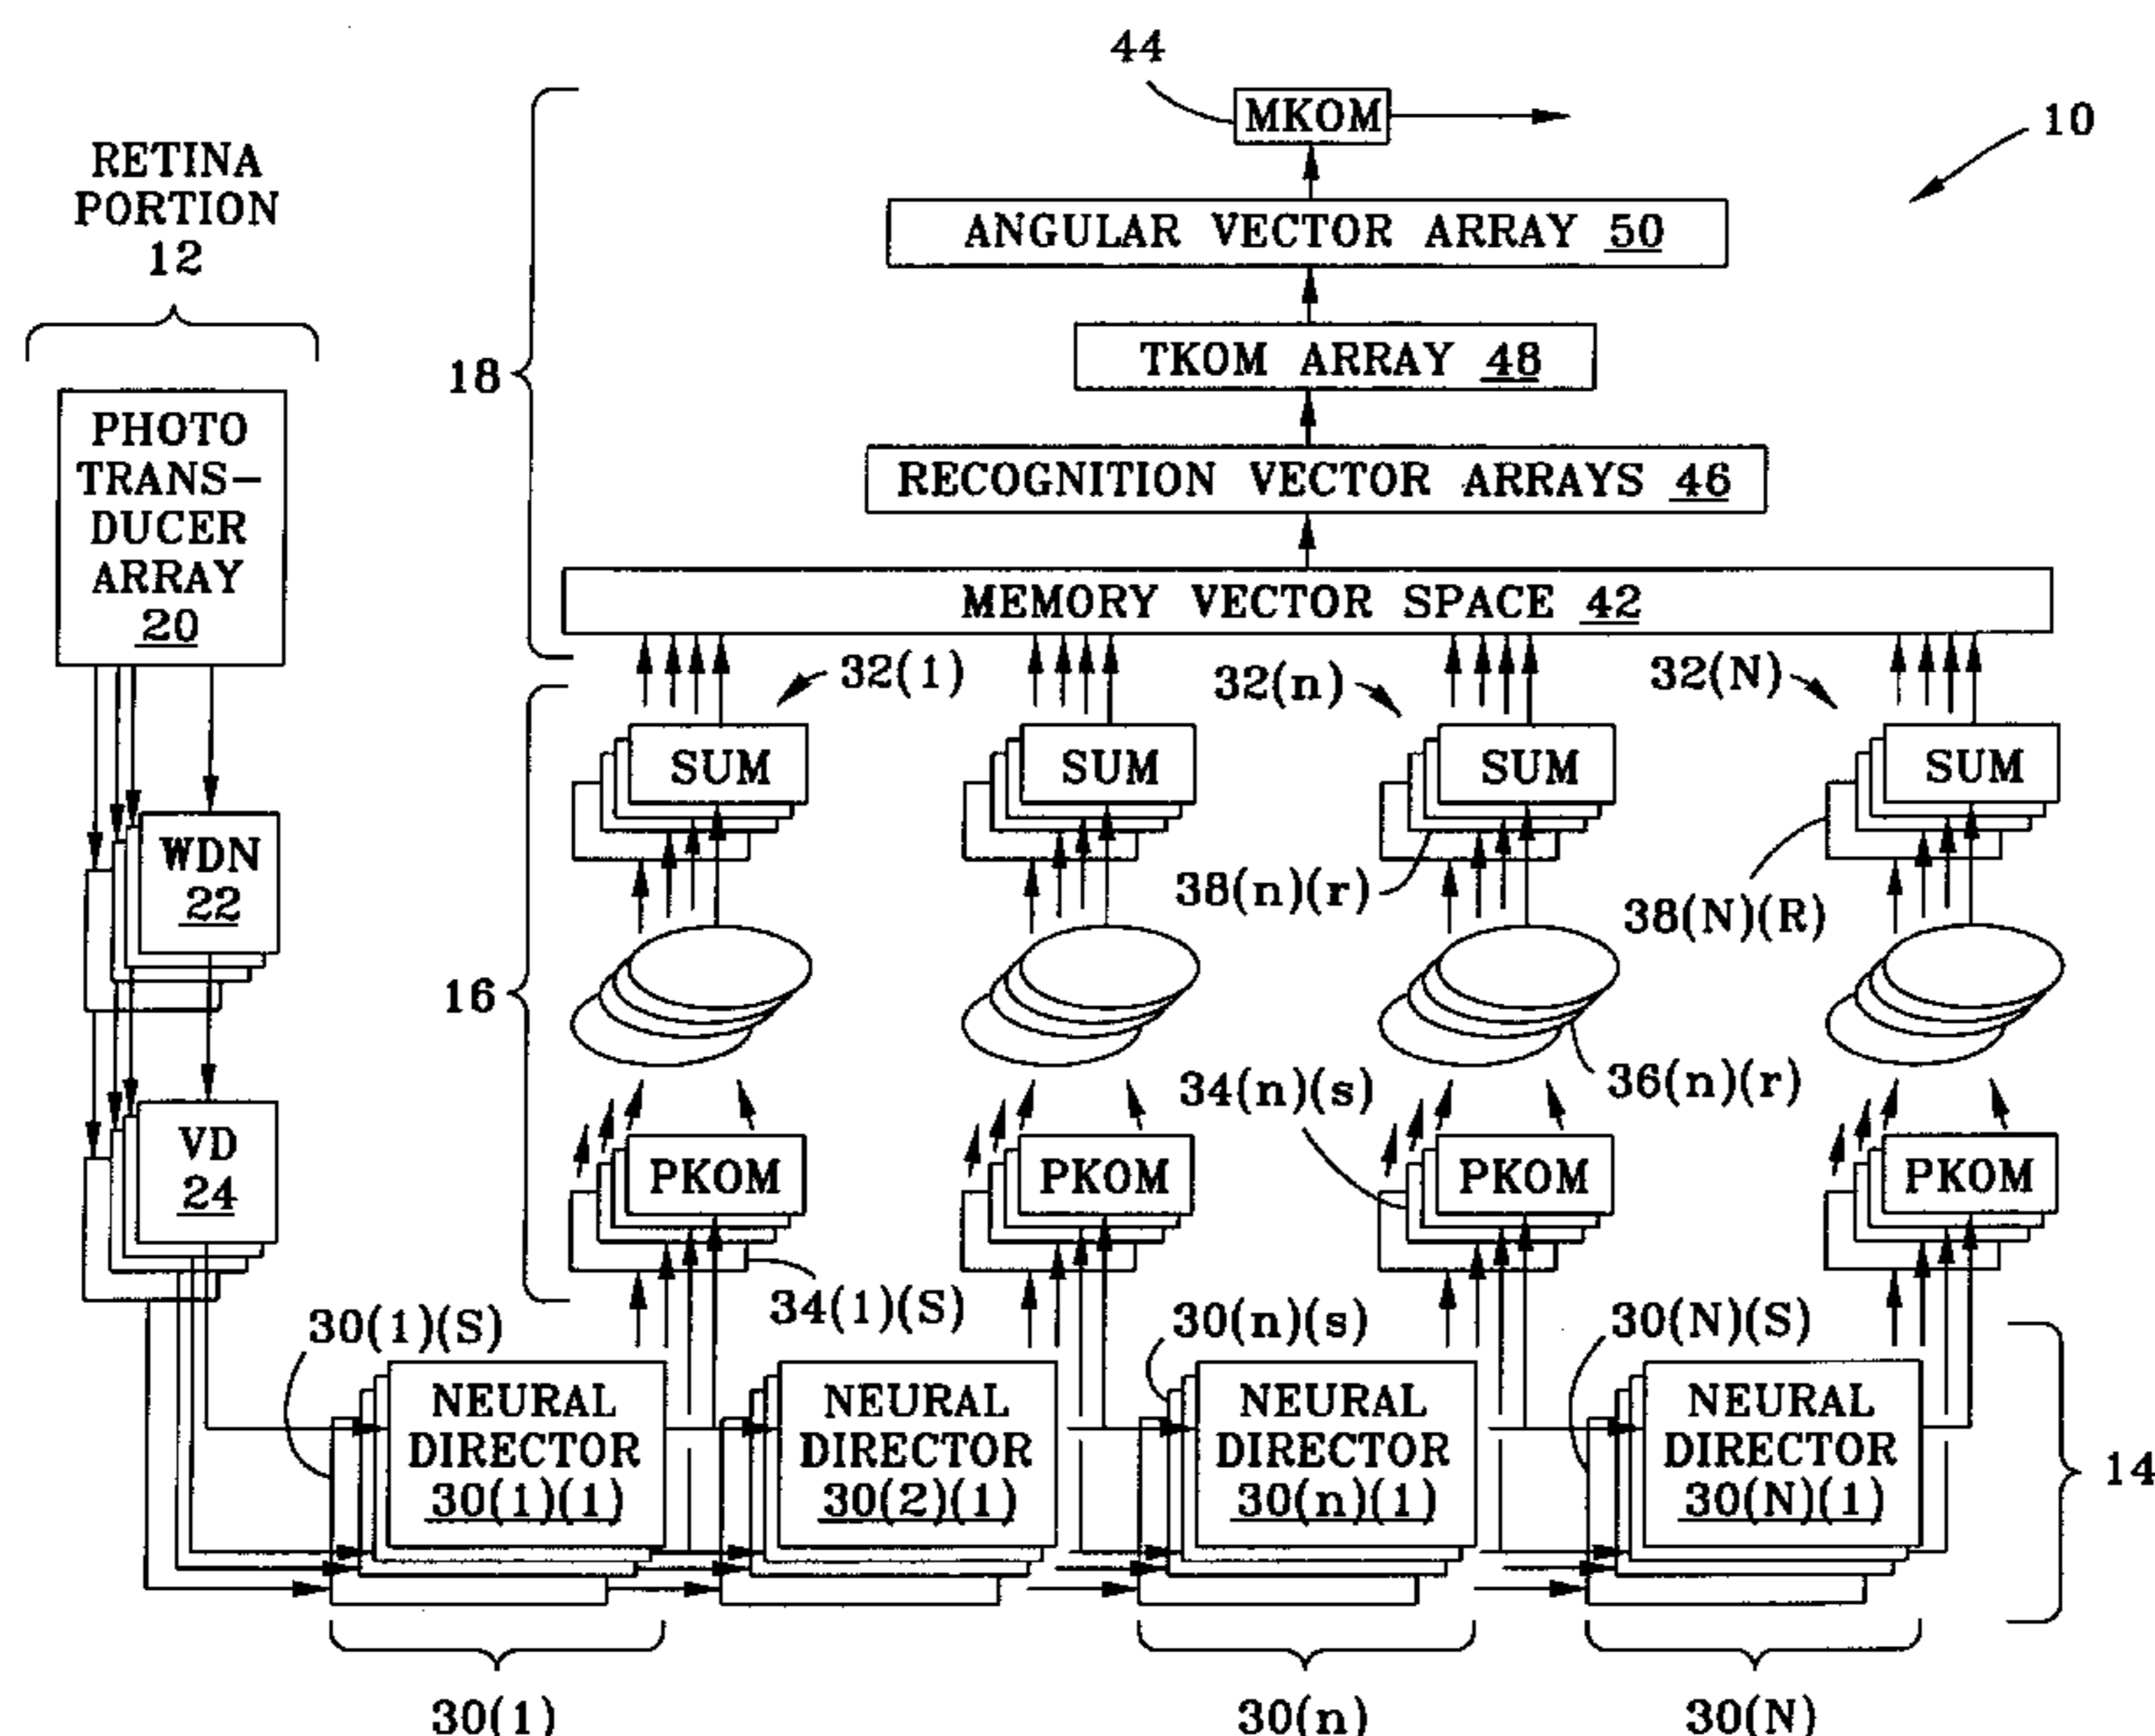 44
MKOM
10
RETINA
PORTION
12
ANGULAR VECTOR ARRAY 50
18
TKOM ARRAY 48
PHOTO
TRANS-
DUCER
ARRAY
20
RECOGNITION VECTOR ARRAYS 46
MEMORY VECTOR SPACE 42
32(1)
32(n)
32(N)
SUM
SUM
SUM
SUM
WDN
22
38(n)(r)
38(N)(R)
16
36(n)(r)
34(n)(s)
VD
24
PKOM
PKOM
PKOM
PKOM
34(1)(S)
30(1)(S)
30(n)(s)
30(N)(S)
NEURAL
DIRECTOR
30(1)(1)
NEURAL
DIRECTOR
30(2)(1)
NEURAL
DIRECTOR
30(n)(1)
NEURAL
DIRECTOR
30(N)(1)
14
30(1)
30(n)
30(N)